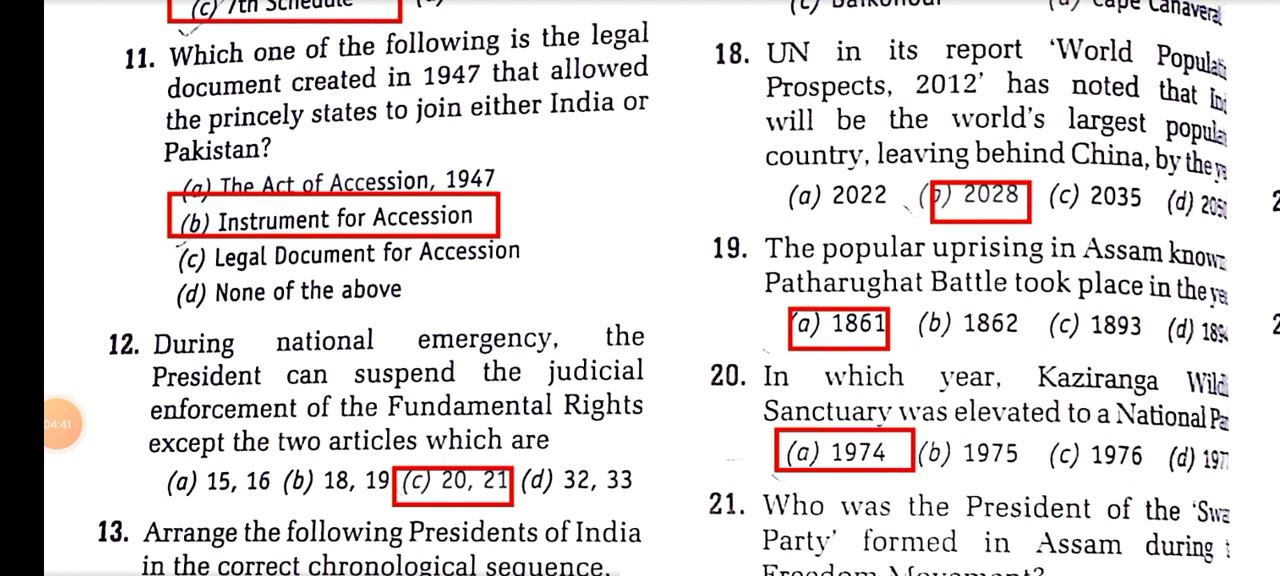 (c) 7th Schedule
11. Which one of the following is the legal
document created in 1947 that allowed
the princely states to join either India or
Pakistan?
(a) The Act of Accession, 1947
(b) Instrument for Accession
(c) Legal Document for Accession
(d) None of the above
12. During national emergency, the
President can suspend the judicial
enforcement of the Fundamental Rights
except the two articles which are
(a) 15, 16 (b) 18, 19 (c) 20, 21 (d) 32, 33
13. Arrange the following Presidents of India
in the correct chronological sequence.
04:41
Cape Canaveral
18. UN in its report ‘World
Prospects, 2012’ has noted that
will be the world's largest
country, leaving behind China, by the
(a) 2022 (b) 2028 (c) 2035 (d)
19. The popular uprising in Assam
Patharughat Battle took place in the
(a) 1861 (b) 1862 (c) 1893 (d)
20. In which year, Kaziranga
Sanctuary was elevated to a National
(a) 1974 (b) 1975 (c) 1976 (d)
21. Who was the President of the
Party’ formed in Assam during
Freedom Movement?